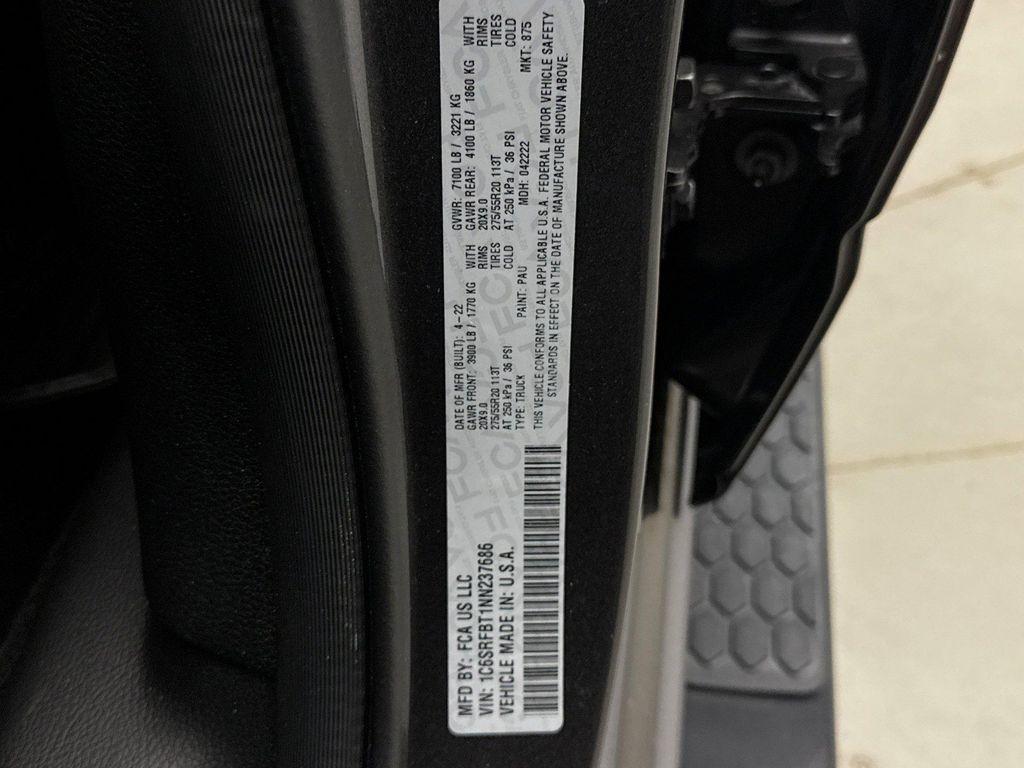 MFD BY: FCA US LLC
VIN: 1C6SRFBT1NN237686
VEHICLE MADE IN: U.S.A.
DATE OF MFR (BUILT): 4-22 GVWR: 7100 LB / 3221 KG
GAWR FRONT: 3900 LB / 1770 KG WITH GAWR REAR: 4100 LB / 1860 KG WITH
20X9.0 RIMS 20X9.0 RIMS
275/55R20 113T TIRES 275/55R20 113T TIRES
AT 250 kPa / 36 PSI COLD AT 250 kPa / 36 PSI COLD
TYPE: TRUCK PAINT: PAU MDH: 042222 MKT: 875
THIS VEHICLE CONFORMS TO ALL APPLICABLE U.S.A. FEDERAL MOTOR VEHICLE SAFETY
STANDARDS IN EFFECT ON THE DATE OF MANUFACTURE SHOWN ABOVE.